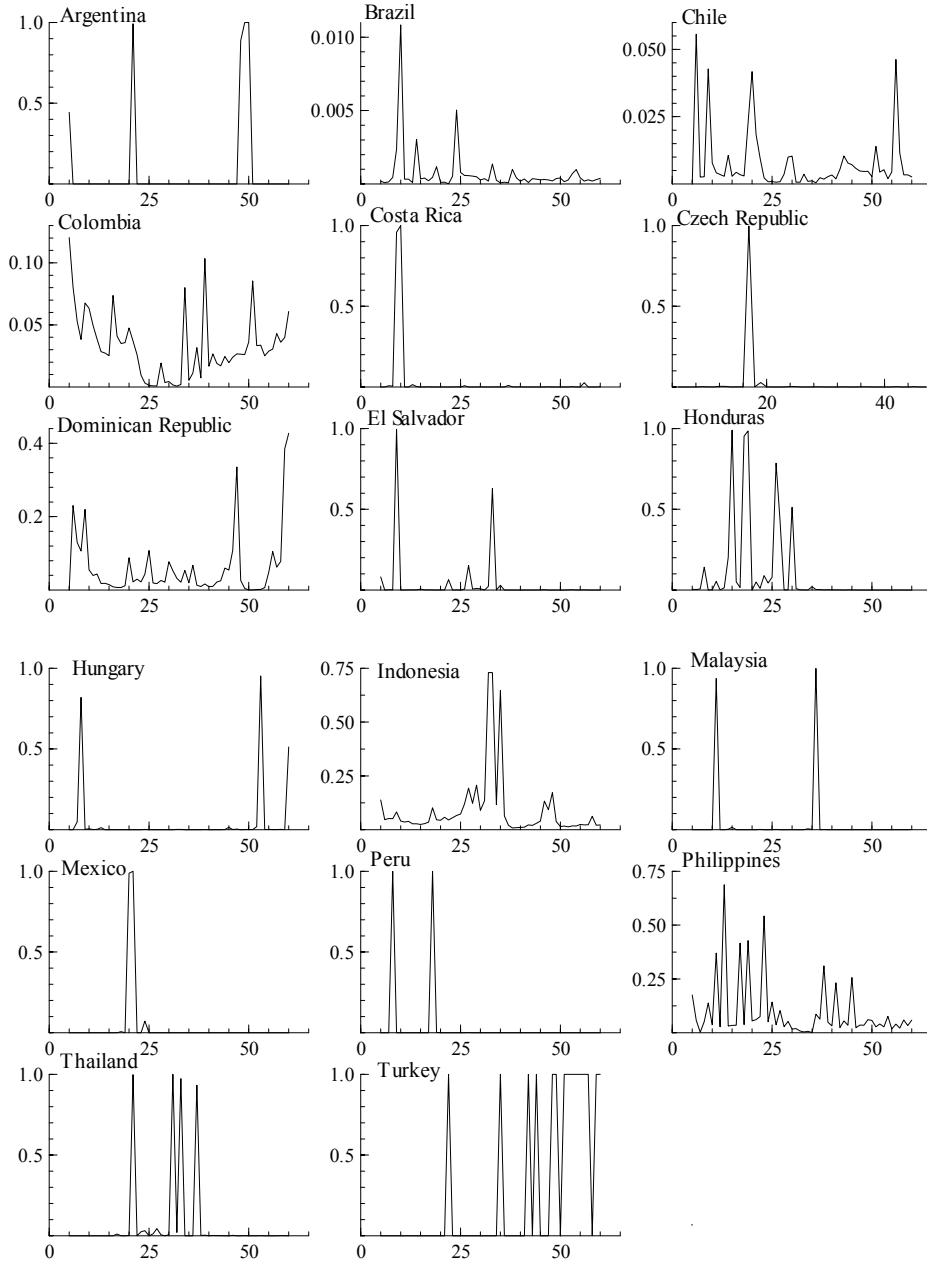 Argentina Brazil Chile
1.0 0.010 0.050
0.5 0.005 0.025
0 25 50 0 25 50 0 25 50
Colombia Costa Rica Czech Republic
0.10 1.0 1.0
0.05 0.5 0.5
0 25 50 0 25 50 20 40
Dominican Republic El Salvador Honduras
0.4 1.0 1.0
0.2 0.5 0.5
0 25 50 0 25 50 0 25 50
Hungary Indonesia Malaysia
1.0 0.75 1.0
0.50
0.5 0.5
0.25
0 25 50 0 25 50 0 25 50
Mexico Peru Philippines
1.0 1.0 0.75
0.50
0.5 0.5
0.25
0 25 50 0 25 50 0 25 50
Thailand Turkey
1.0 1.0
0.5 0.5
0 25 50 0 25 50